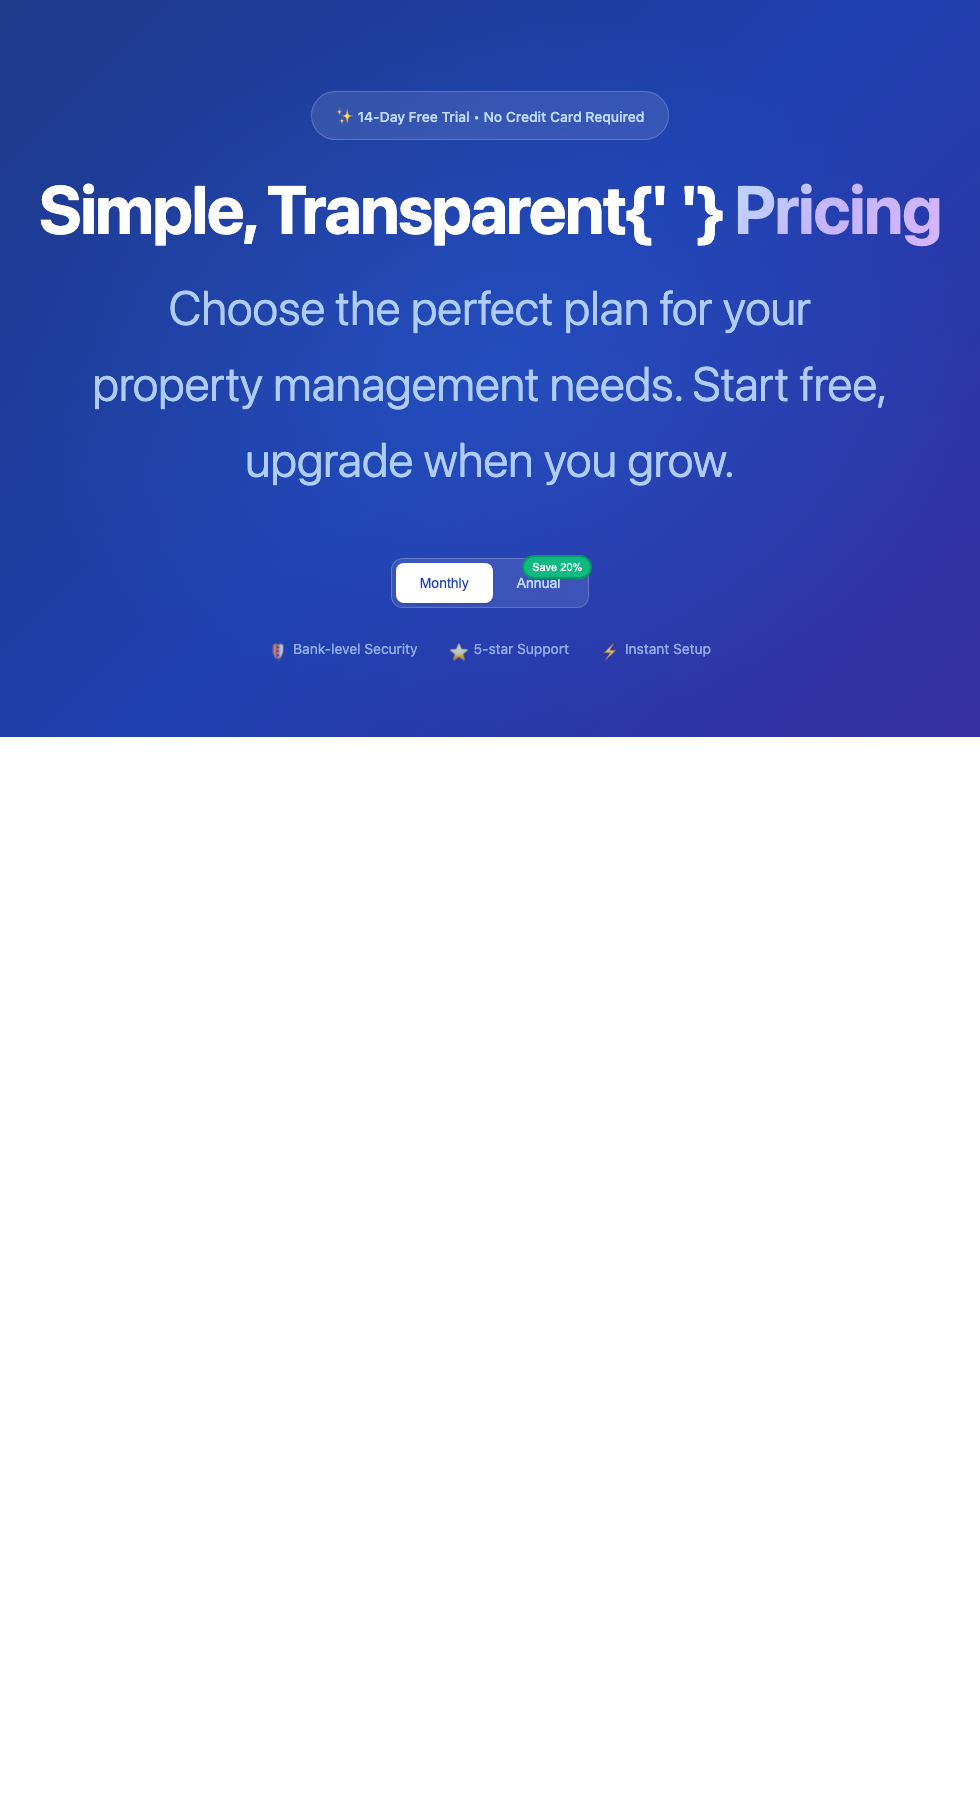 ✨ 14-Day Free Trial • No Credit Card Required
Simple, Transparent{' '} Pricing
Choose the perfect plan for your
property management needs. Start free,
upgrade when you grow.
Save 20%
Monthly Annual
Bank-level Security 5-star Support Instant Setup